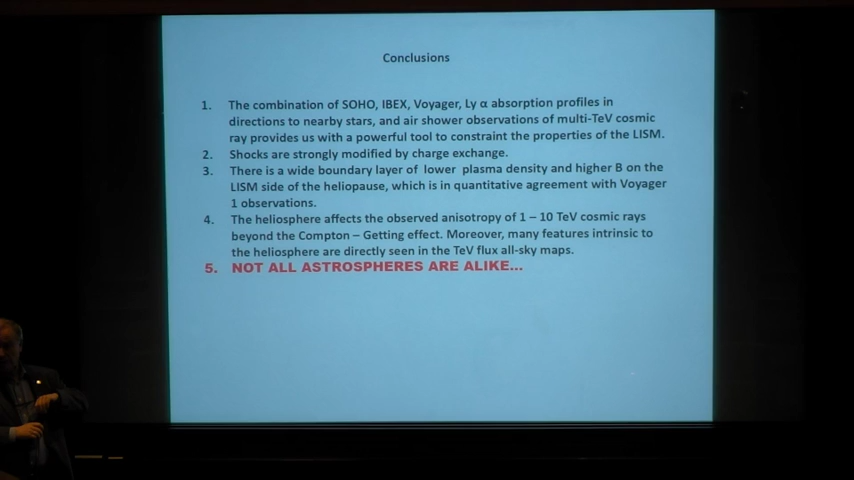 Conclusions
1. The combination of SOHO, IBEX, Voyager, Ly α absorption profiles in
directions to nearby stars, and air shower observations of multi-TeV cosmic
ray provides us with a powerful tool to constraint the properties of the LISM.
2. Shocks are strongly modified by charge exchange.
3. There is a wide boundary layer of lower plasma density and higher B on the
LISM side of the heliopause, which is in quantitative agreement with Voyager
1 observations.
4. The heliosphere affects the observed anisotropy of 1 – 10 TeV cosmic rays
beyond the Compton – Getting effect. Moreover, many features intrinsic to
the heliosphere are directly seen in the TeV flux all-sky maps.
5. NOT ALL ASTROSPHERES ARE ALIKE...